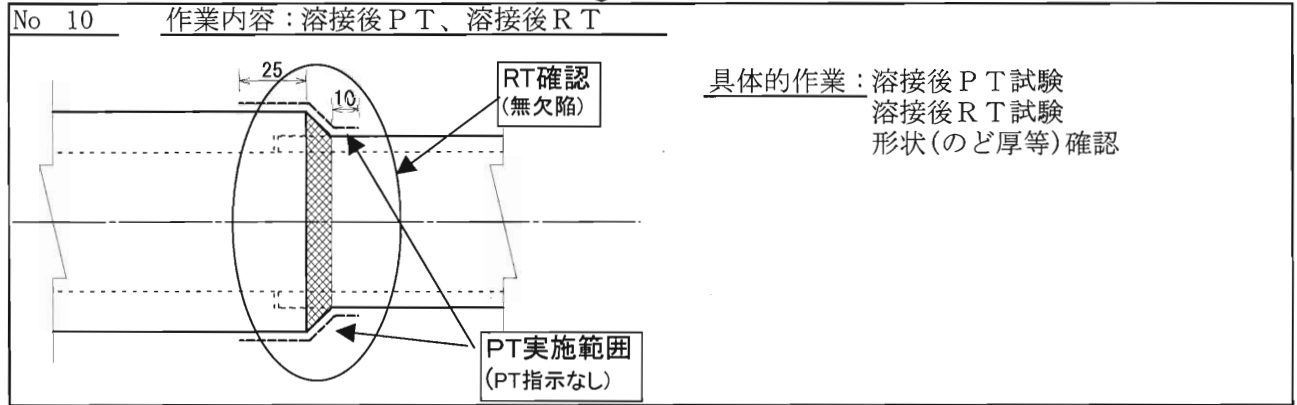 No 10 作業内容：溶接後ＰＴ、溶接後ＲＴ
25
10
RT確認
(無欠陥)
具体的作業：溶接後ＰＴ試験
溶接後ＲＴ試験
形状(のど厚等)確認
PT実施範囲
(PT指示なし)